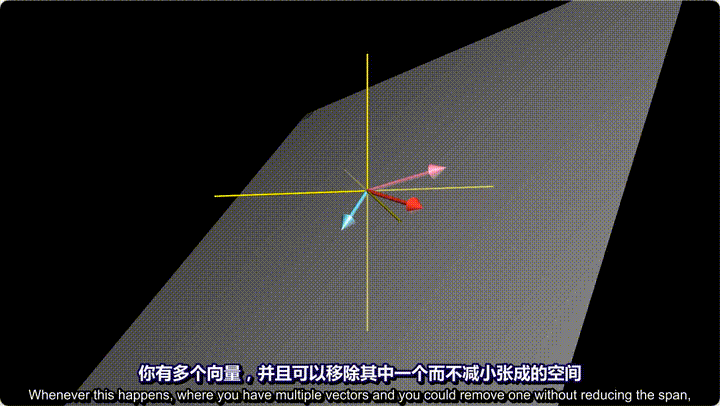 你有多个向量，并且可以移除其中一个而不减小张成的空间
Whenever this happens, where you have multiple vectors and you could remove one without reducing the span,